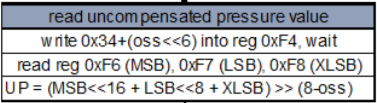 read uncompensated pressure value
write 0x34+(oss<<6) into reg 0xF4, wait
read reg 0xF6 (MSB), 0xF7 (LSB), 0xF8 (XLSB)
UP = (MSB<<16 + LSB<<8 + XLSB) >> (8-oss)